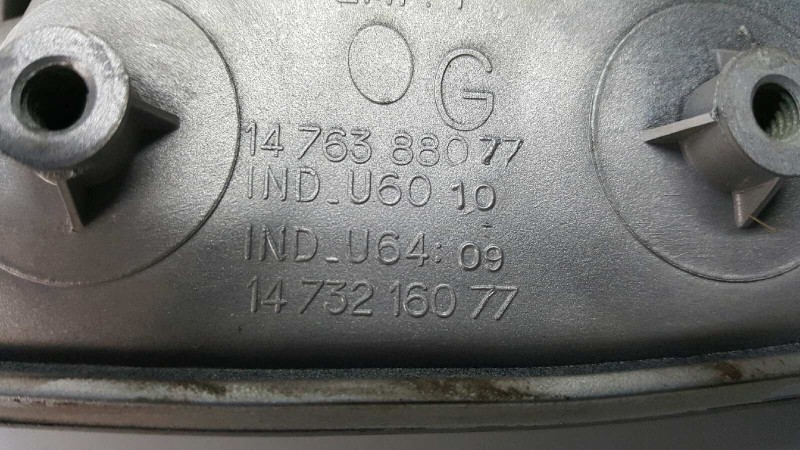 G
14 763 880 77
IND_U60 10
IND_U64: 09
14 732 160 77